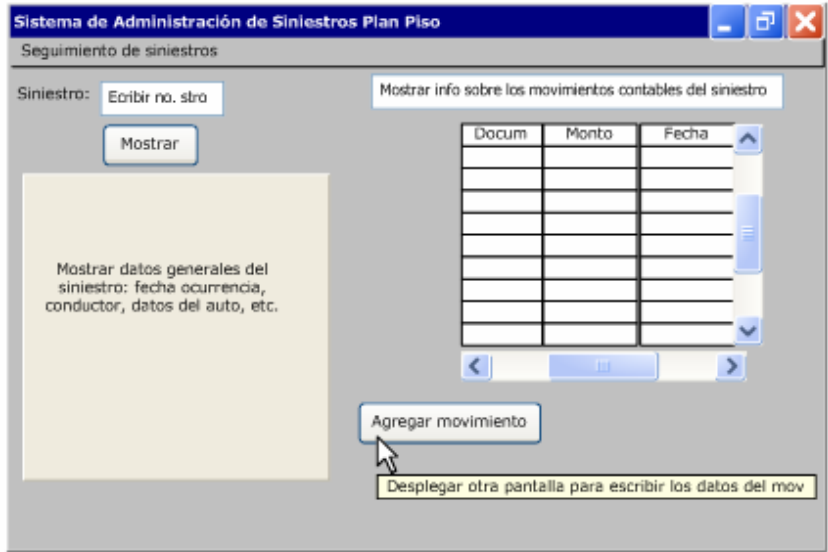 Sistema de Administración de Siniestros Plan Piso
Seguimiento de siniestros
Siniestro:
Ecribir no. stro
Mostrar
Mostrar datos generales del
siniestro: fecha ocurrencia,
conductor, datos del auto, etc.
Mostrar info sobre los movimientos contables del siniestro
Docum Monto Fecha
Agregar movimiento
Desplegar otra pantalla para escribir los datos del mov